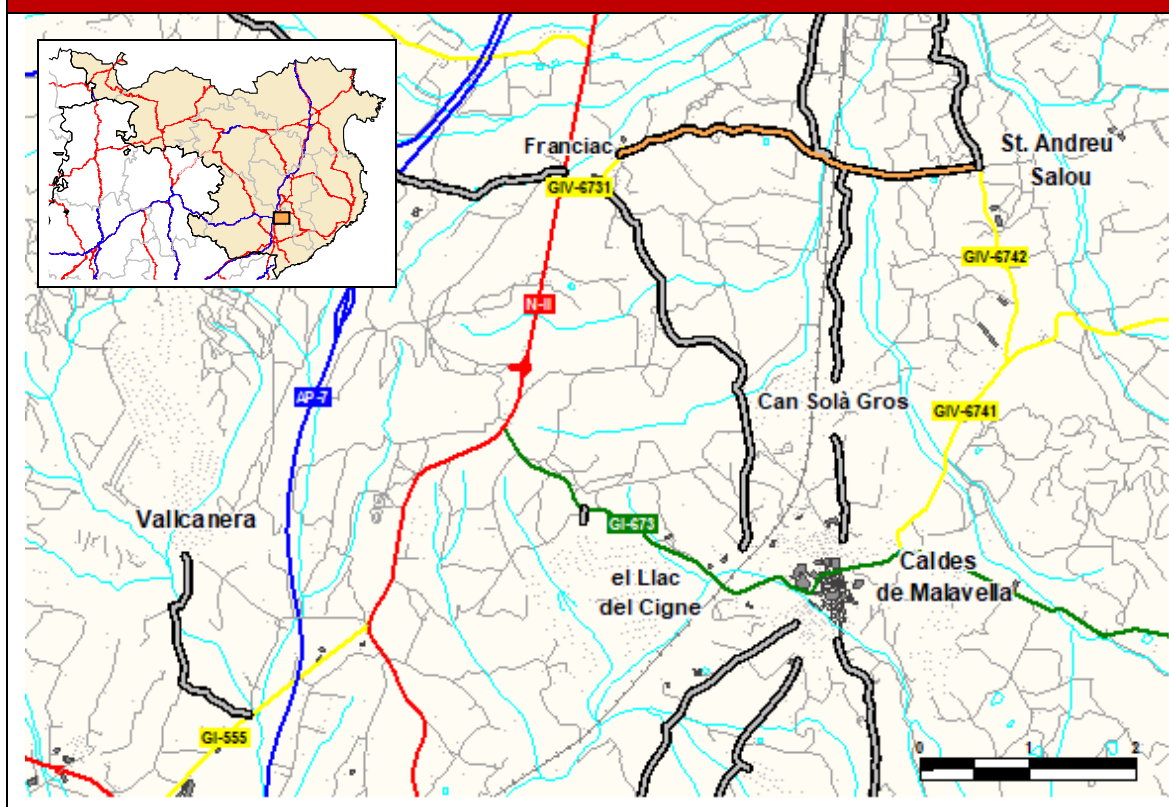 Franciac
St. Andreu
Salou
GIV-6731
GIV-6742
N-II
AP-7
Can Solà Gros
GIV-6741
Vallcanera
GI-673
el Llac
del Cigne
Caldes
de Malavella
GI-555
0 1 2